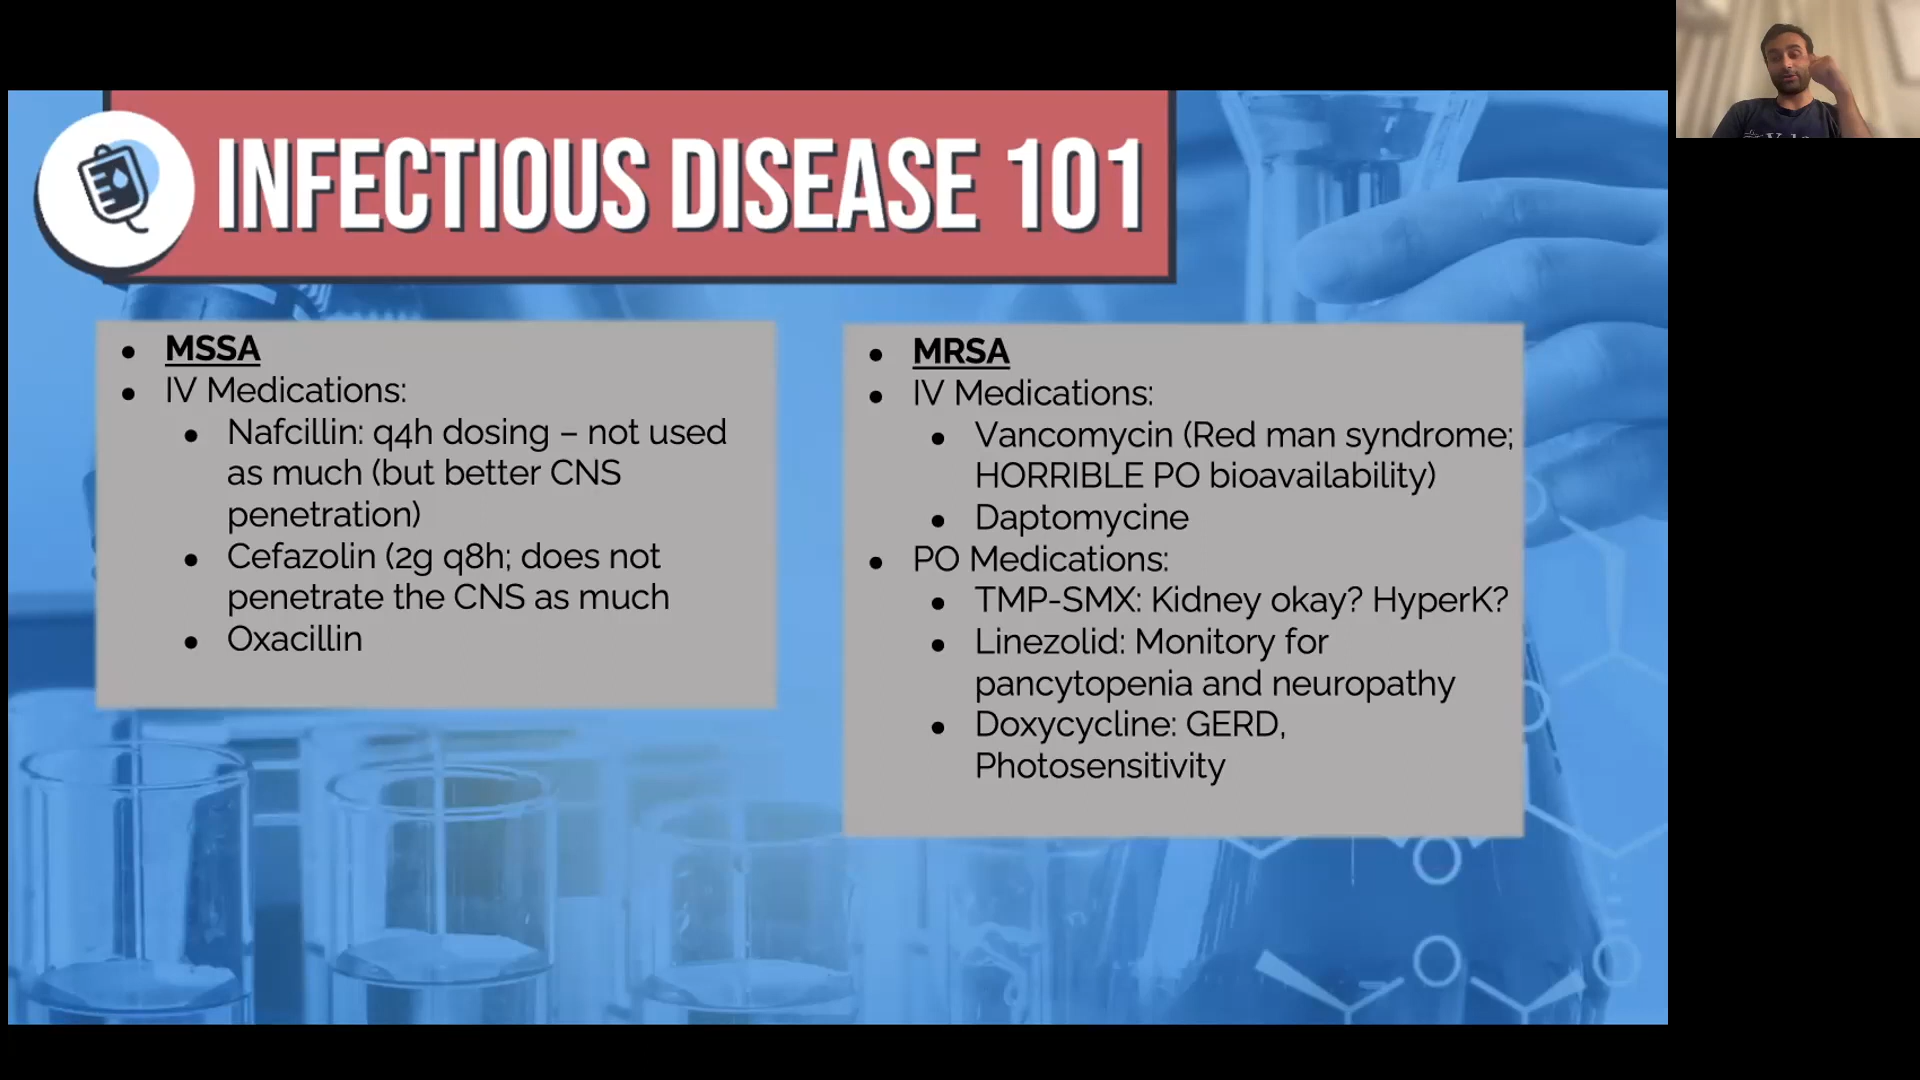 INFECTIOUS DISEASE 101
• MSSA
• IV Medications:
• Nafcillin: q4h dosing – not used
as much (but better CNS
penetration)
• Cefazolin (2g q8h; does not
penetrate the CNS as much
• Oxacillin
• MRSA
• IV Medications:
• Vancomycin (Red man syndrome;
HORRIBLE PO bioavailability)
• Daptomycine
• PO Medications:
• TMP-SMX: Kidney okay? HyperK?
• Linezolid: Monitory for
pancytopenia and neuropathy
• Doxycycline: GERD,
Photosensitivity